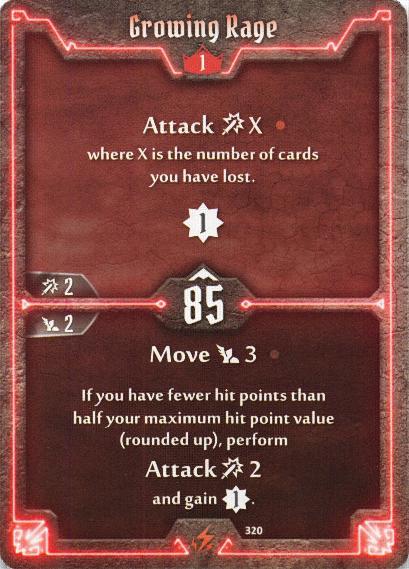 Growing Rage
1
Attack X
where X is the number of cards
you have lost.
1
2
85
2
Move 3
If you have fewer hit points than
half your maximum hit point value
(rounded up), perform
Attack 2
and gain 1.
320